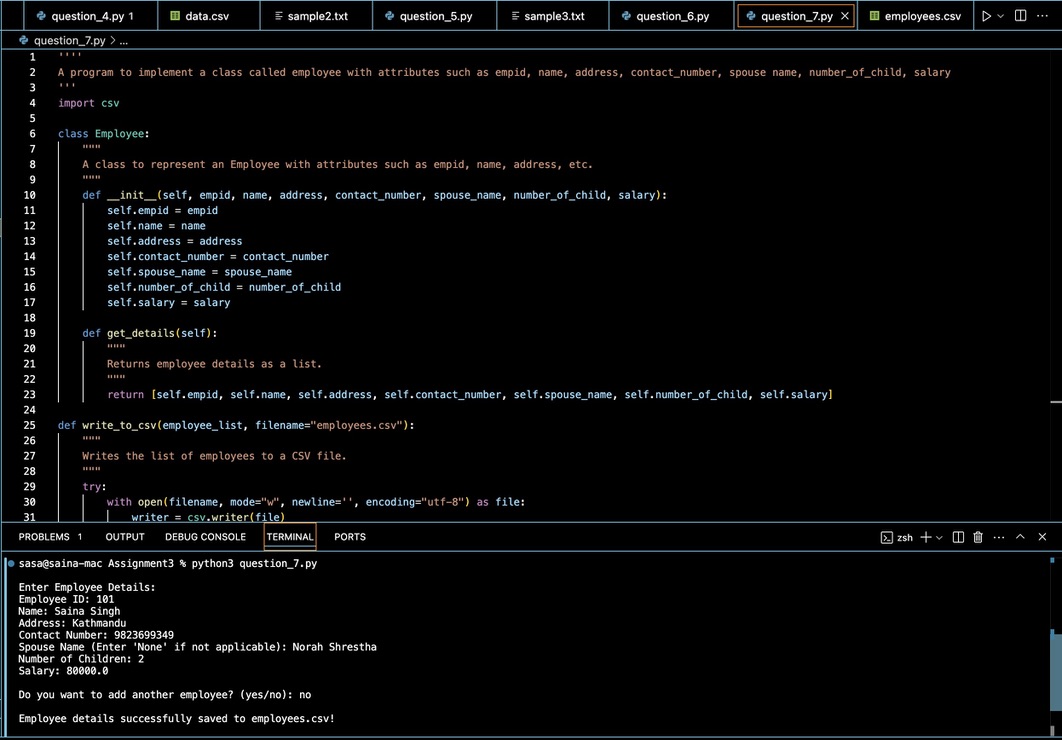 question_4.py 1 data.csv sample2.txt question_5.py sample3.txt question_6.py question_7.py employees.csv
question_7.py > ...
1 ''''
2 A program to implement a class called employee with attributes such as empid, name, address, contact_number, spouse name, number_of_child, salary
3 '''
4 import csv
5
6 class Employee:
7 """
8 A class to represent an Employee with attributes such as empid, name, address, etc.
9 """
10 def __init__(self, empid, name, address, contact_number, spouse_name, number_of_child, salary):
11 self.empid = empid
12 self.name = name
13 self.address = address
14 self.contact_number = contact_number
15 self.spouse_name = spouse_name
16 self.number_of_child = number_of_child
17 self.salary = salary
18
19 def get_details(self):
20 """
21 Returns employee details as a list.
22 """
23 return [self.empid, self.name, self.address, self.contact_number, self.spouse_name, self.number_of_child, self.salary]
24
25 def write_to_csv(employee_list, filename="employees.csv"):
26 """
27 Writes the list of employees to a CSV file.
28 """
29 try:
30 with open(filename, mode="w", newline='', encoding="utf-8") as file:
31 writer = csv.writer(file)
PROBLEMS 1 OUTPUT DEBUG CONSOLE TERMINAL PORTS zsh
sasa@saina-mac Assignment3 % python3 question_7.py
Enter Employee Details:
Employee ID: 101
Name: Saina Singh
Address: Kathmandu
Contact Number: 9823699349
Spouse Name (Enter 'None' if not applicable): Norah Shrestha
Number of Children: 2
Salary: 80000.0
Do you want to add another employee? (yes/no): no
Employee details successfully saved to employees.csv!